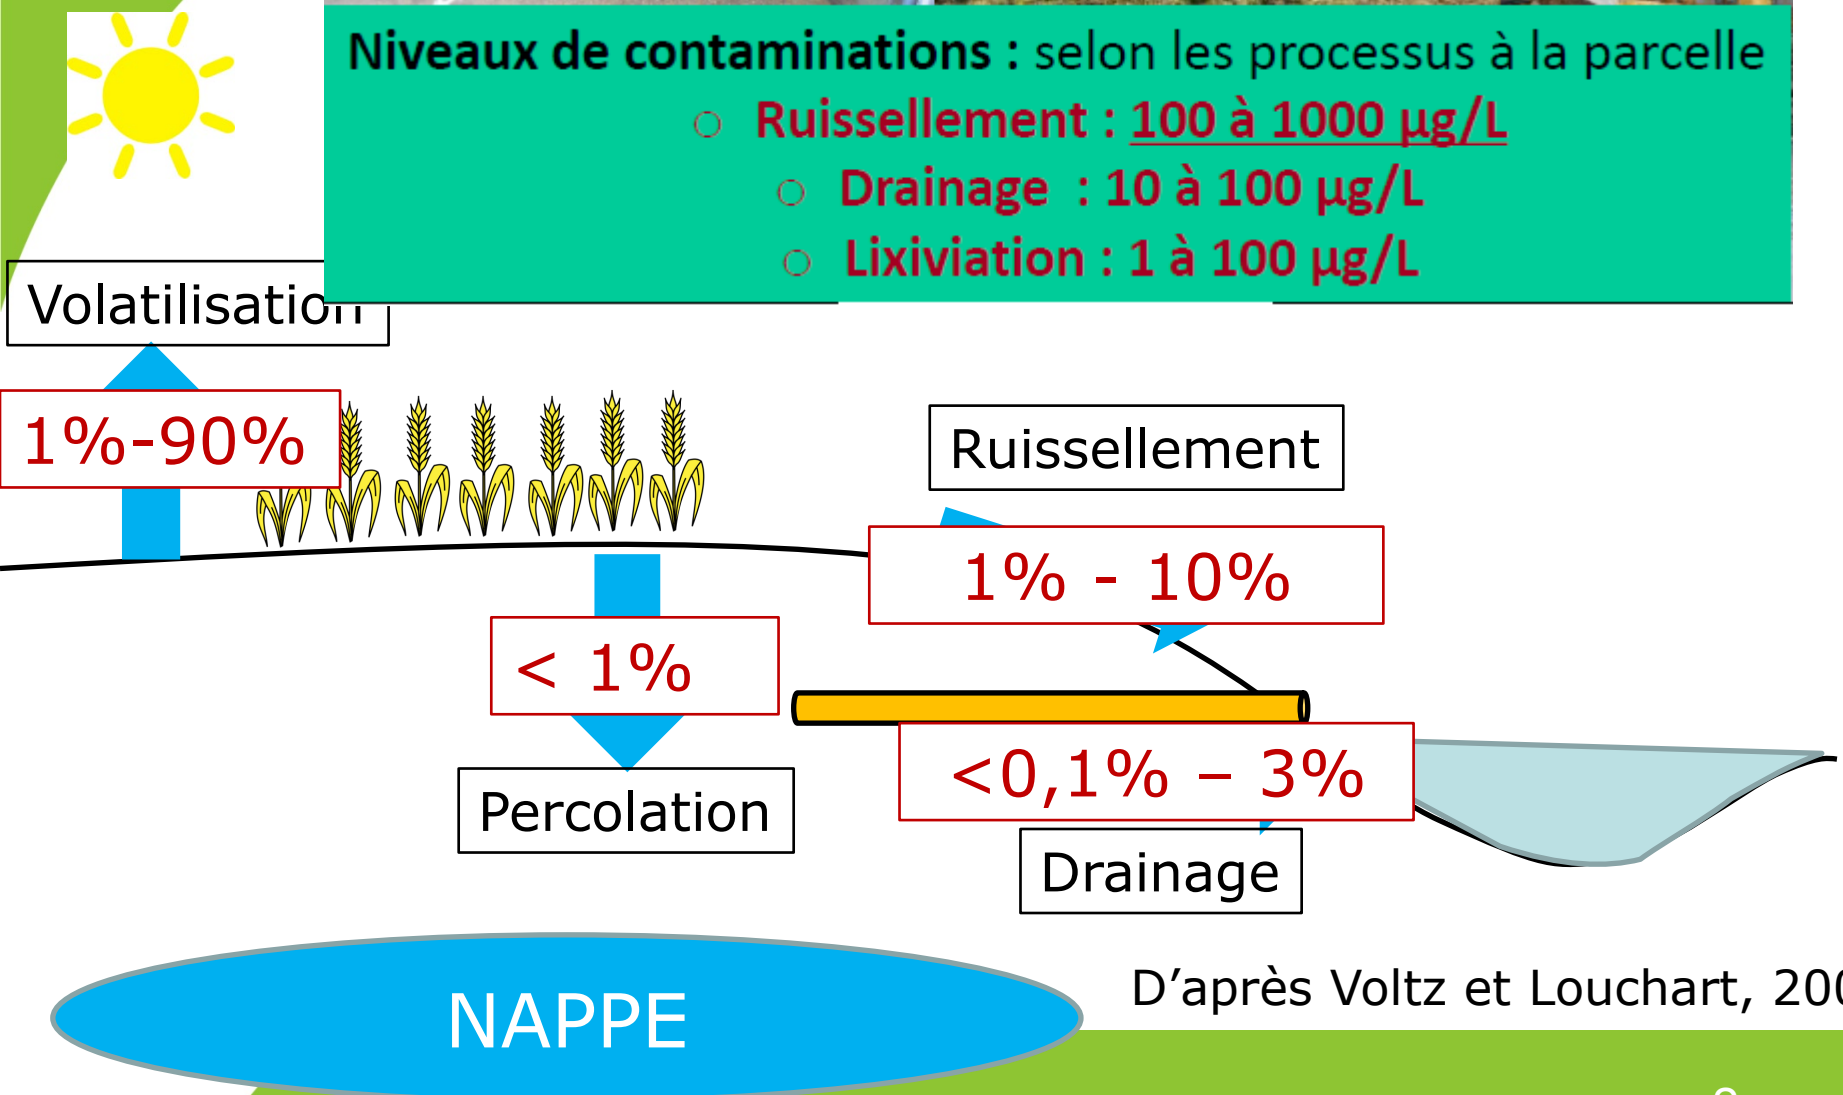 Niveaux de contaminations : selon les processus à la parcelle
○ Ruissellement : 100 à 1000 µg/L
○ Drainage : 10 à 100 µg/L
○ Lixiviation : 1 à 100 µg/L
Volatilisation
1%-90%
Ruissellement
1% - 10%
< 1%
<0,1% – 3%
Percolation
Drainage
D’après Voltz et Louchart,
NAPPE